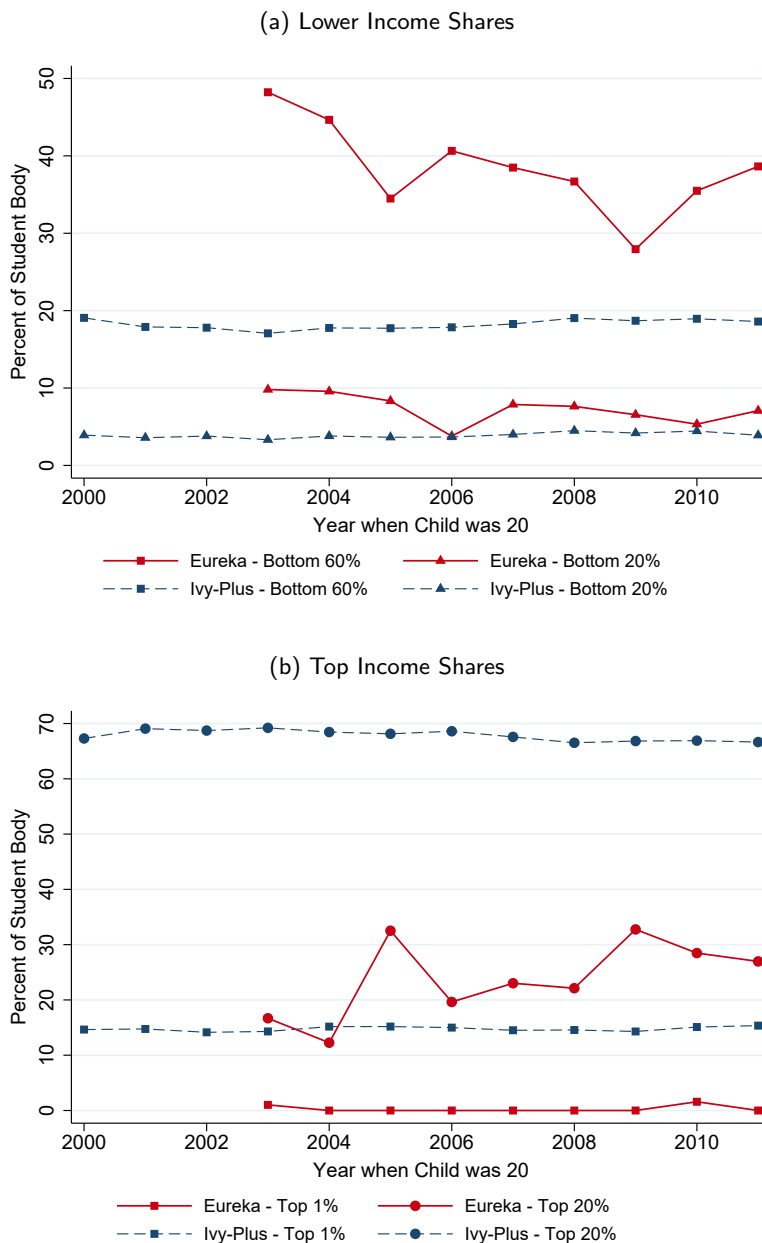 (a) Lower Income Shares
50
40
30
20
10
0
Percent of Student Body
2000 2002 2004 2006 2008 2010
Year when Child was 20
Eureka - Bottom 60% Eureka - Bottom 20%
Ivy-Plus - Bottom 60% Ivy-Plus - Bottom 20%
(b) Top Income Shares
70
60
50
40
30
20
10
0
Percent of Student Body
2000 2002 2004 2006 2008 2010
Year when Child was 20
Eureka - Top 1% Eureka - Top 20%
Ivy-Plus - Top 1% Ivy-Plus - Top 20%